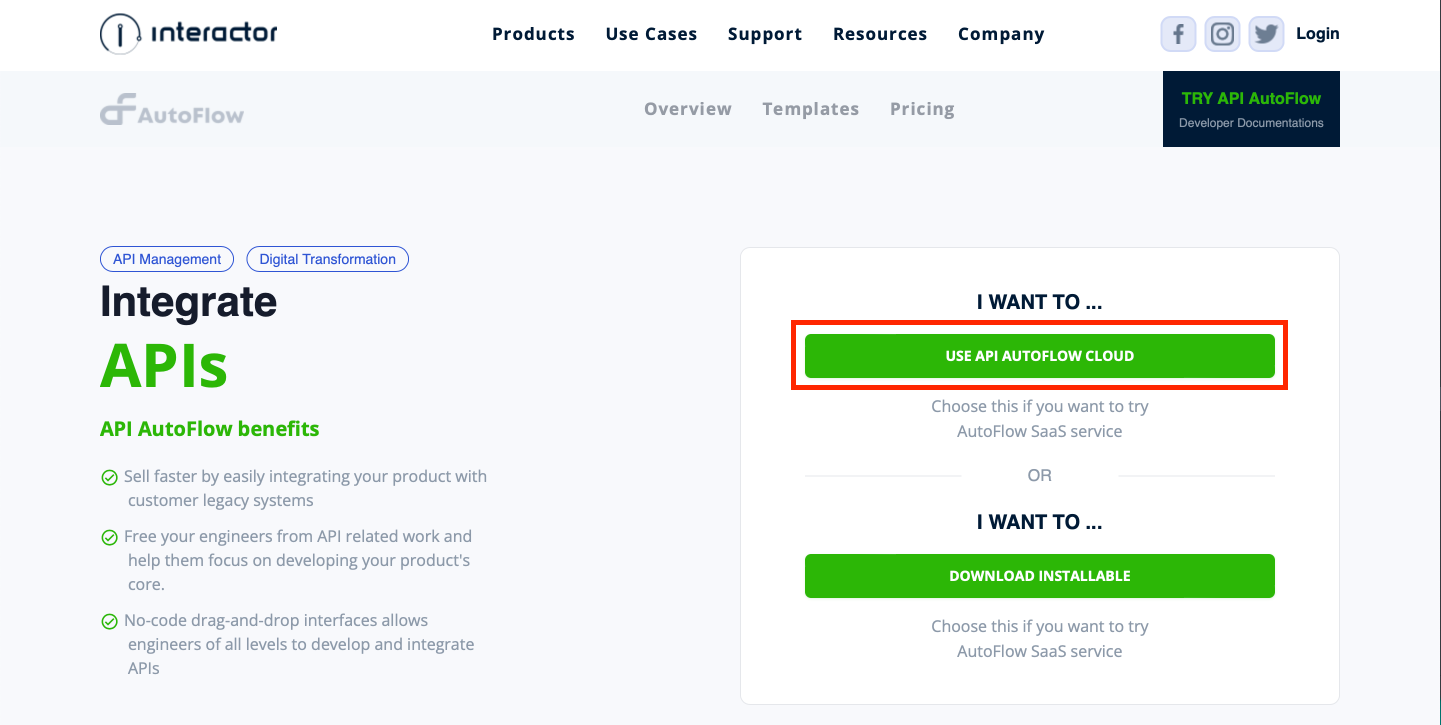 interactor
Products Use Cases Support Resources Company
Login
AutoFlow
Overview Templates Pricing
TRY API AutoFlow
Developer Documentations
API Management Digital Transformation
Integrate
APIs
API AutoFlow benefits
Sell faster by easily integrating your product with
customer legacy systems
Free your engineers from API related work and
help them focus on developing your product's
core.
No-code drag-and-drop interfaces allows
engineers of all levels to develop and integrate
APIs
I WANT TO ...
USE API AUTOFLOW CLOUD
Choose this if you want to try
AutoFlow SaaS service
OR
I WANT TO ...
DOWNLOAD INSTALLABLE
Choose this if you want to try
AutoFlow SaaS service